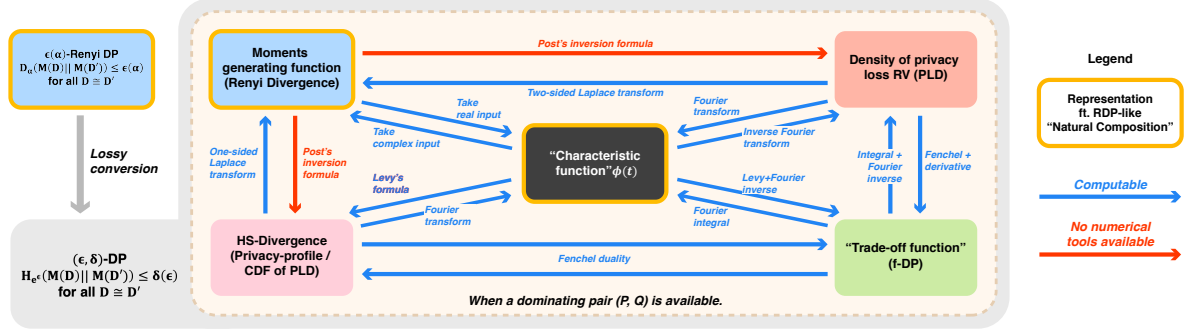 ϵ(α)-Renyi DP
D_α(M(D)|| M(D′)) ≤ ϵ(α)
for all D ≅ D′
Lossy
conversion
(ϵ, δ)-DP
H_{e^ϵ}(M(D)|| M(D′)) ≤ δ(ϵ)
for all D ≅ D′
Moments
generating function
(Renyi Divergence)
Post's inversion formula
Two-sided Laplace transform
Density of privacy
loss RV (PLD)
Take
real input
Take
complex input
Fourier
transform
Inverse Fourier
transform
One-sided
Laplace
transform
Post's
inversion
formula
"Characteristic
function"ϕ(t)
Integral +
Fourier
inverse
Fenchel +
derivative
Levy's
formula
Fourier
transform
Levy+Fourier
inverse
Fourier
integral
HS-Divergence
(Privacy-profile /
CDF of PLD)
Fenchel duality
"Trade-off function"
(f-DP)
When a dominating pair (P, Q) is available.
Legend
Representation
ft. RDP-like
"Natural Composition"
Computable
No numerical
tools available